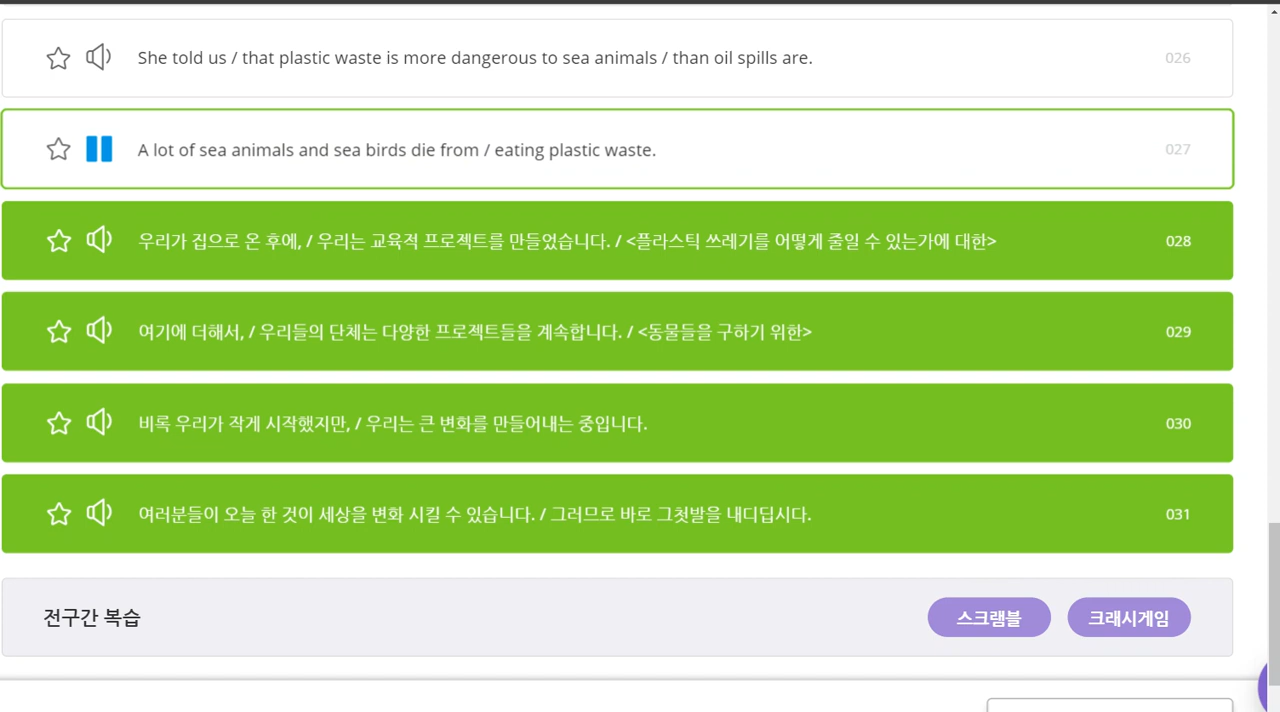 She told us / that plastic waste is more dangerous to sea animals / than oil spills are. 026
A lot of sea animals and sea birds die from / eating plastic waste. 027
우리가 집으로 온 후에, / 우리는 교육적 프로젝트를 만들었습니다. / <플라스틱 쓰레기를 어떻게 줄일 수 있는가에 대한> 028
여기에 더해서, / 우리들의 단체는 다양한 프로젝트들을 계속합니다. / <동물들을 구하기 위한> 029
비록 우리가 작게 시작했지만, / 우리는 큰 변화를 만들어내는 중입니다. 030
여러분들이 오늘 한 것이 세상을 변화 시킬 수 있습니다. / 그러므로 바로 그첫발을 내디딥시다. 031
전구간 복습 스크램블 크래시게임